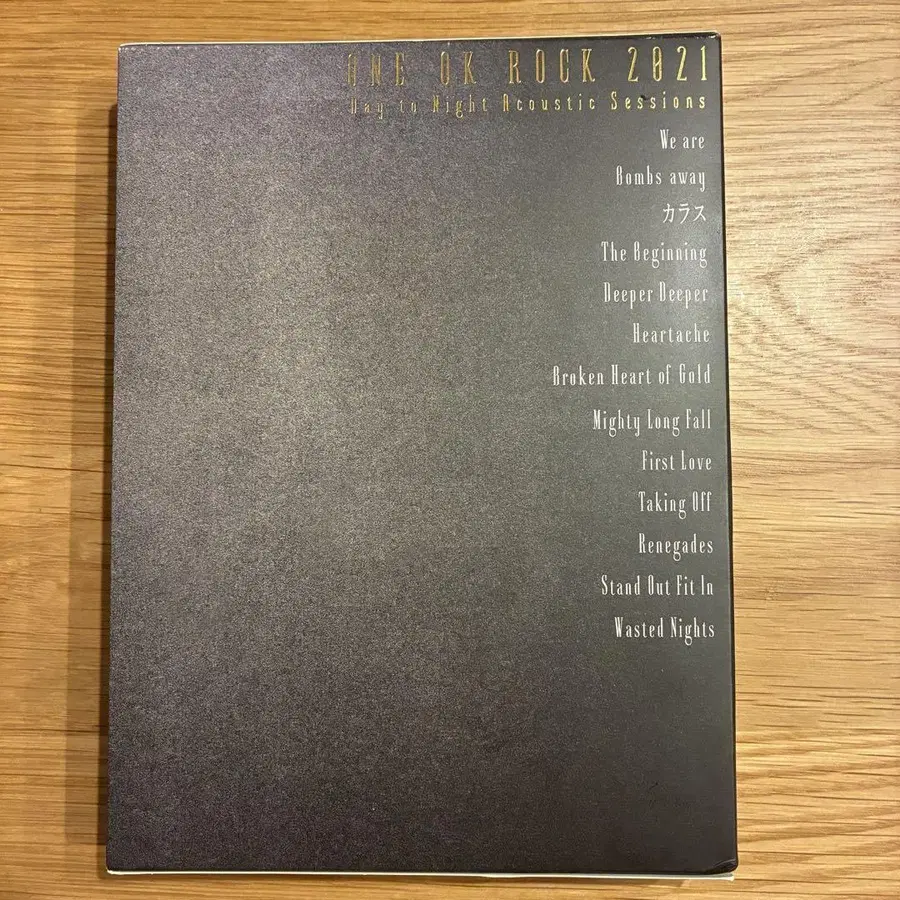 ONE OK ROCK 2021
Day to Night Acoustic Sessions
We are
Bombs away
カラス
The Beginning
Deeper Deeper
Heartache
Broken Heart of Gold
Mighty Long Fall
First Love
Taking Off
Renegades
Stand Out Fit In
Wasted Nights